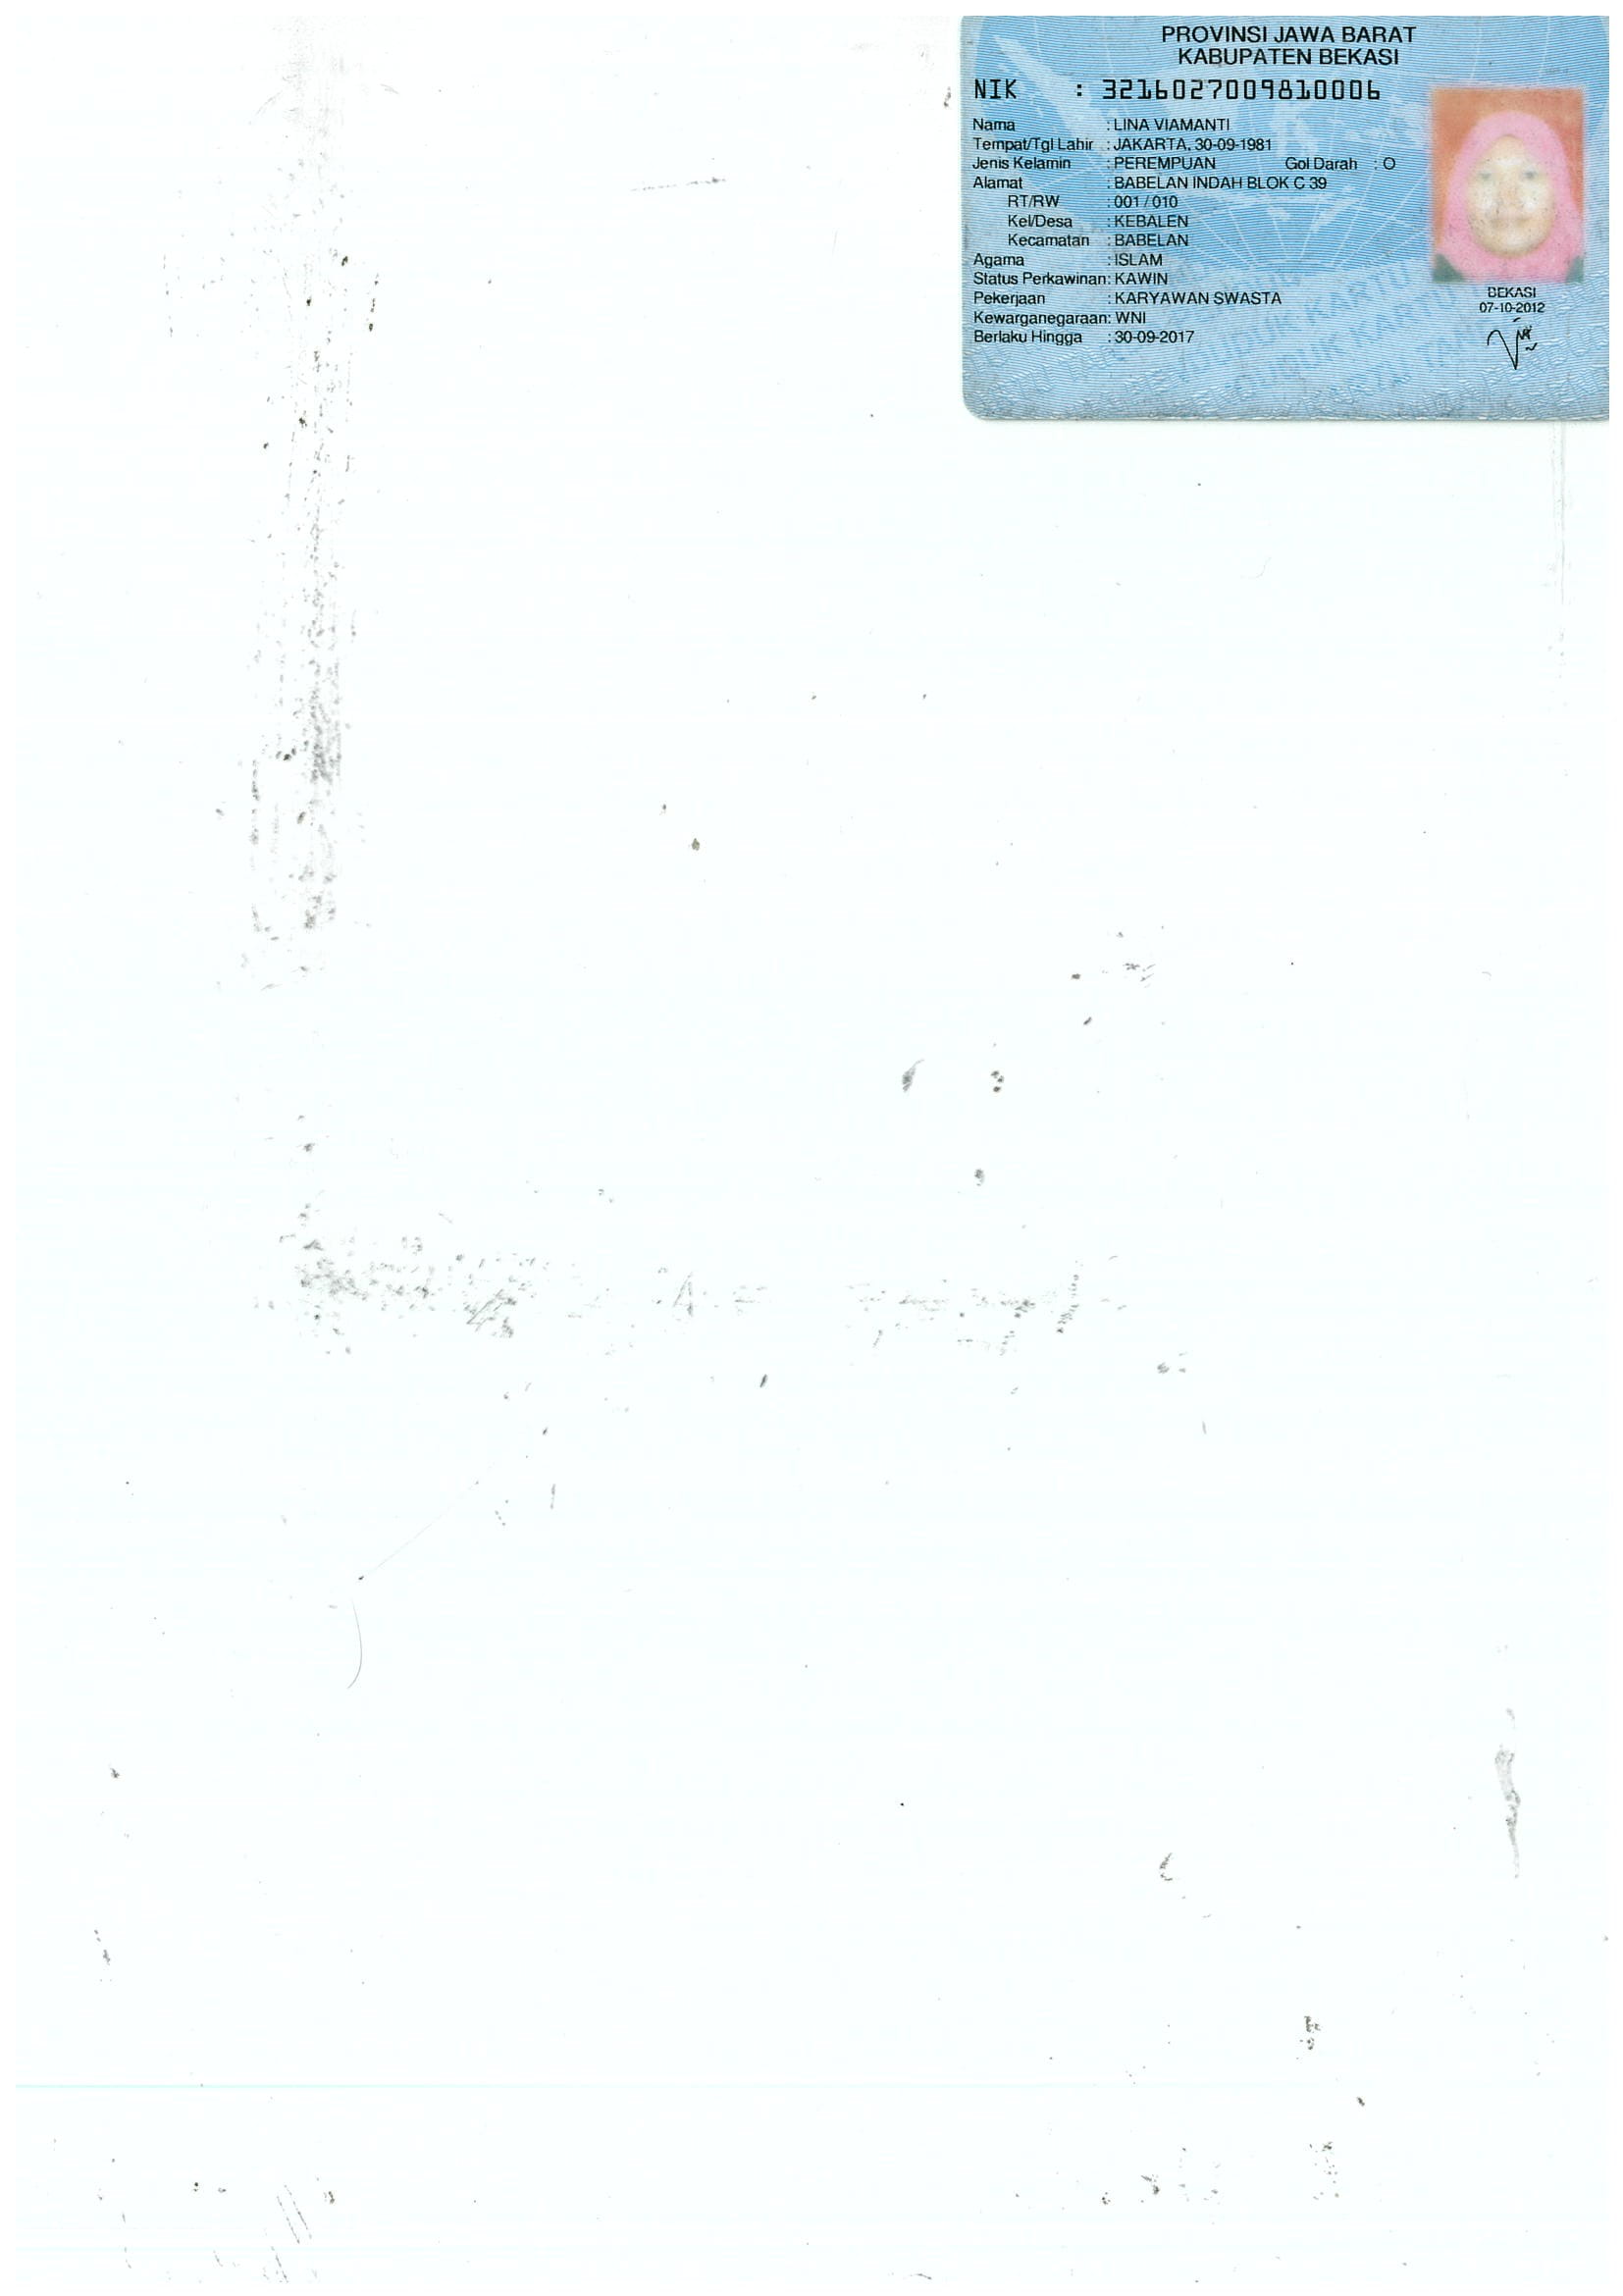 PROVINSI JAWA BARAT
KABUPATEN BEKASI
NIK : 3216027009810006
Nama : LINA VIAMANTI
Tempat/Tgl Lahir : JAKARTA, 30-09-1981
Jenis Kelamin : PEREMPUAN Gol Darah : O
Alamat : BABELAN INDAH BLOK C 39
RT/RW : 001 / 010
Kel/Desa : KEBALEN
Kecamatan : BABELAN
Agama : ISLAM
Status Perkawinan: KAWIN
Pekerjaan : KARYAWAN SWASTA
Kewarganegaraan: WNI
Berlaku Hingga : 30-09-2017
BEKASI
07-10-2012